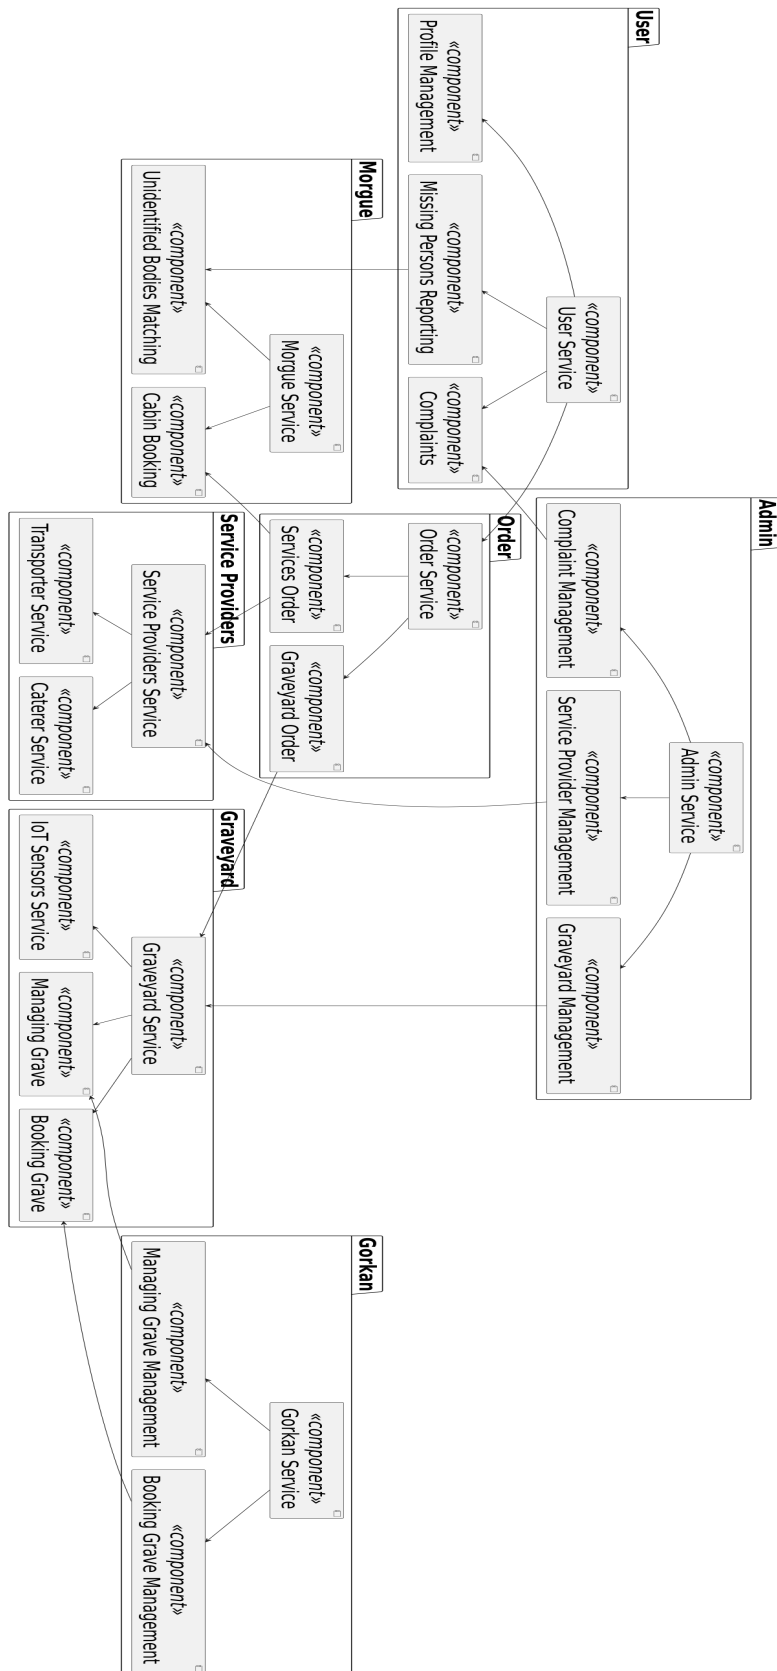 User
«component»
User Service
«component»
Profile Management
«component»
Missing Persons Reporting
«component»
Complaints
Admin
«component»
Admin Service
«component»
Complaint Management
«component»
Service Provider Management
«component»
Graveyard Management
Order
«component»
Order Service
«component»
Services Order
«component»
Graveyard Order
Morgue
«component»
Morgue Service
«component»
Unidentified Bodies Matching
«component»
Cabin Booking
Service Providers
«component»
Service Providers Service
«component»
Transporter Service
«component»
Caterer Service
Graveyard
«component»
Graveyard Service
«component»
IoT Sensors Service
«component»
Managing Grave
«component»
Booking Grave
Gorkan
«component»
Gorkan Service
«component»
Managing Grave Management
«component»
Booking Grave Management